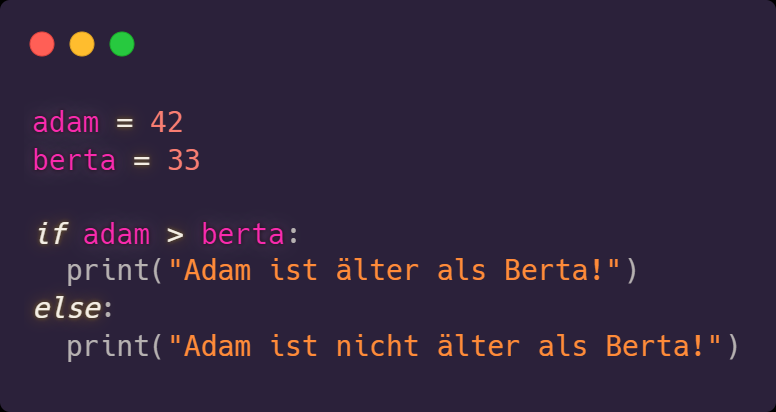 adam = 42
berta = 33

if adam > berta:
  print("Adam ist älter als Berta!")
else:
  print("Adam ist nicht älter als Berta!")